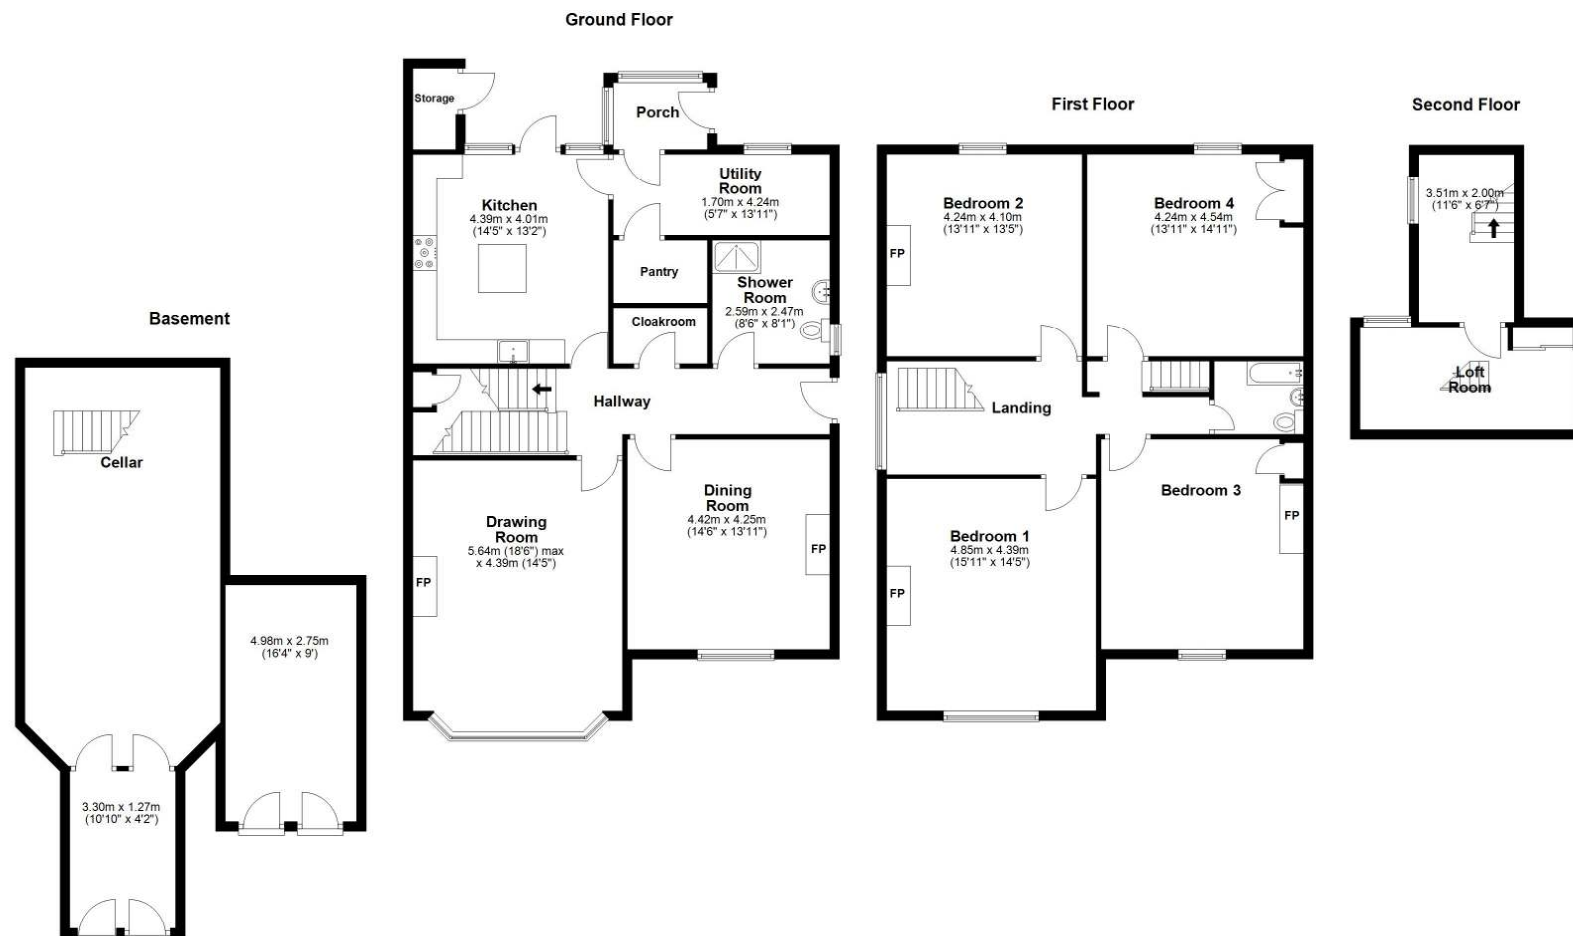 Ground Floor
Storage
Porch
Kitchen
4.39m x 4.01m
(14'5" x 13'2")
Utility
Room
1.70m x 4.24m
(5'7" x 13'11")
Pantry
Cloakroom
Shower
Room
2.59m x 2.47m
(8'6" x 8'1")
Hallway
Drawing
Room
5.64m (18'6") max
x 4.39m (14'5")
FP
Dining
Room
4.42m x 4.25m
(14'6" x 13'11")
FP
First Floor
Bedroom 2
4.24m x 4.10m
(13'11" x 13'5")
FP
Bedroom 4
4.24m x 4.54m
(13'11" x 14'11")
Landing
Bedroom 1
4.85m x 4.39m
(15'11" x 14'5")
FP
Bedroom 3
FP
Second Floor
3.51m x 2.00m
(11'6" x 6'7")
Loft
Room
Basement
Cellar
4.98m x 2.75m
(16'4" x 9')
3.30m x 1.27m
(10'10" x 4'2")